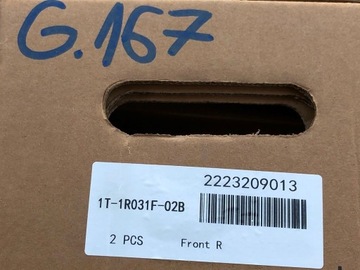 G.167
2223209013
1T-1R031F-02B
2 PCS Front R